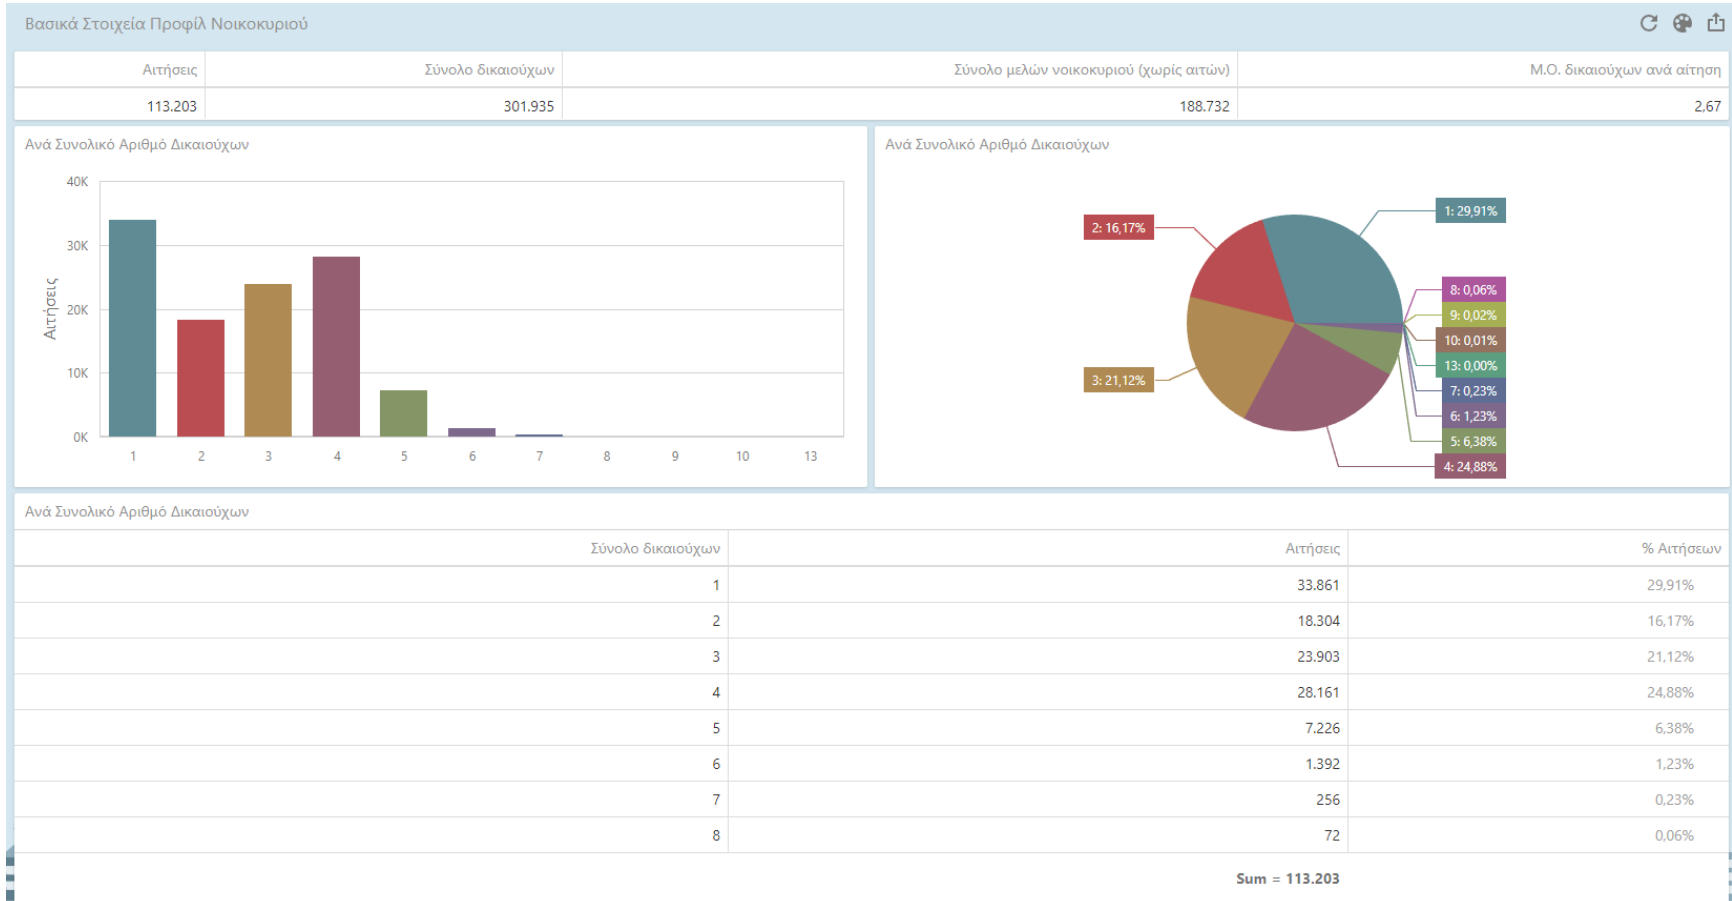 Βασικά Στοιχεία Προφίλ Νοικοκυριού
Αιτήσεις Σύνολο δικαιούχων Σύνολο μελών νοικοκυριού (χωρίς αιτών) Μ.Ο. δικαιούχων ανά αίτηση
113.203 301.935 188.732 2,67
Ανά Συνολικό Αριθμό Δικαιούχων
40K
30K
20K
10K
0K
Αιτήσεις
1 2 3 4 5 6 7 8 9 10 13
Ανά Συνολικό Αριθμό Δικαιούχων
1: 29,91%
2: 16,17%
8: 0,06%
9: 0,02%
10: 0,01%
13: 0,00%
3: 21,12%
7: 0,23%
6: 1,23%
5: 6,38%
4: 24,88%
Ανά Συνολικό Αριθμό Δικαιούχων
Σύνολο δικαιούχων Αιτήσεις % Αιτήσεων
1 33.861 29,91%
2 18.304 16,17%
3 23.903 21,12%
4 28.161 24,88%
5 7.226 6,38%
6 1.392 1,23%
7 256 0,23%
8 72 0,06%
Sum = 113.203